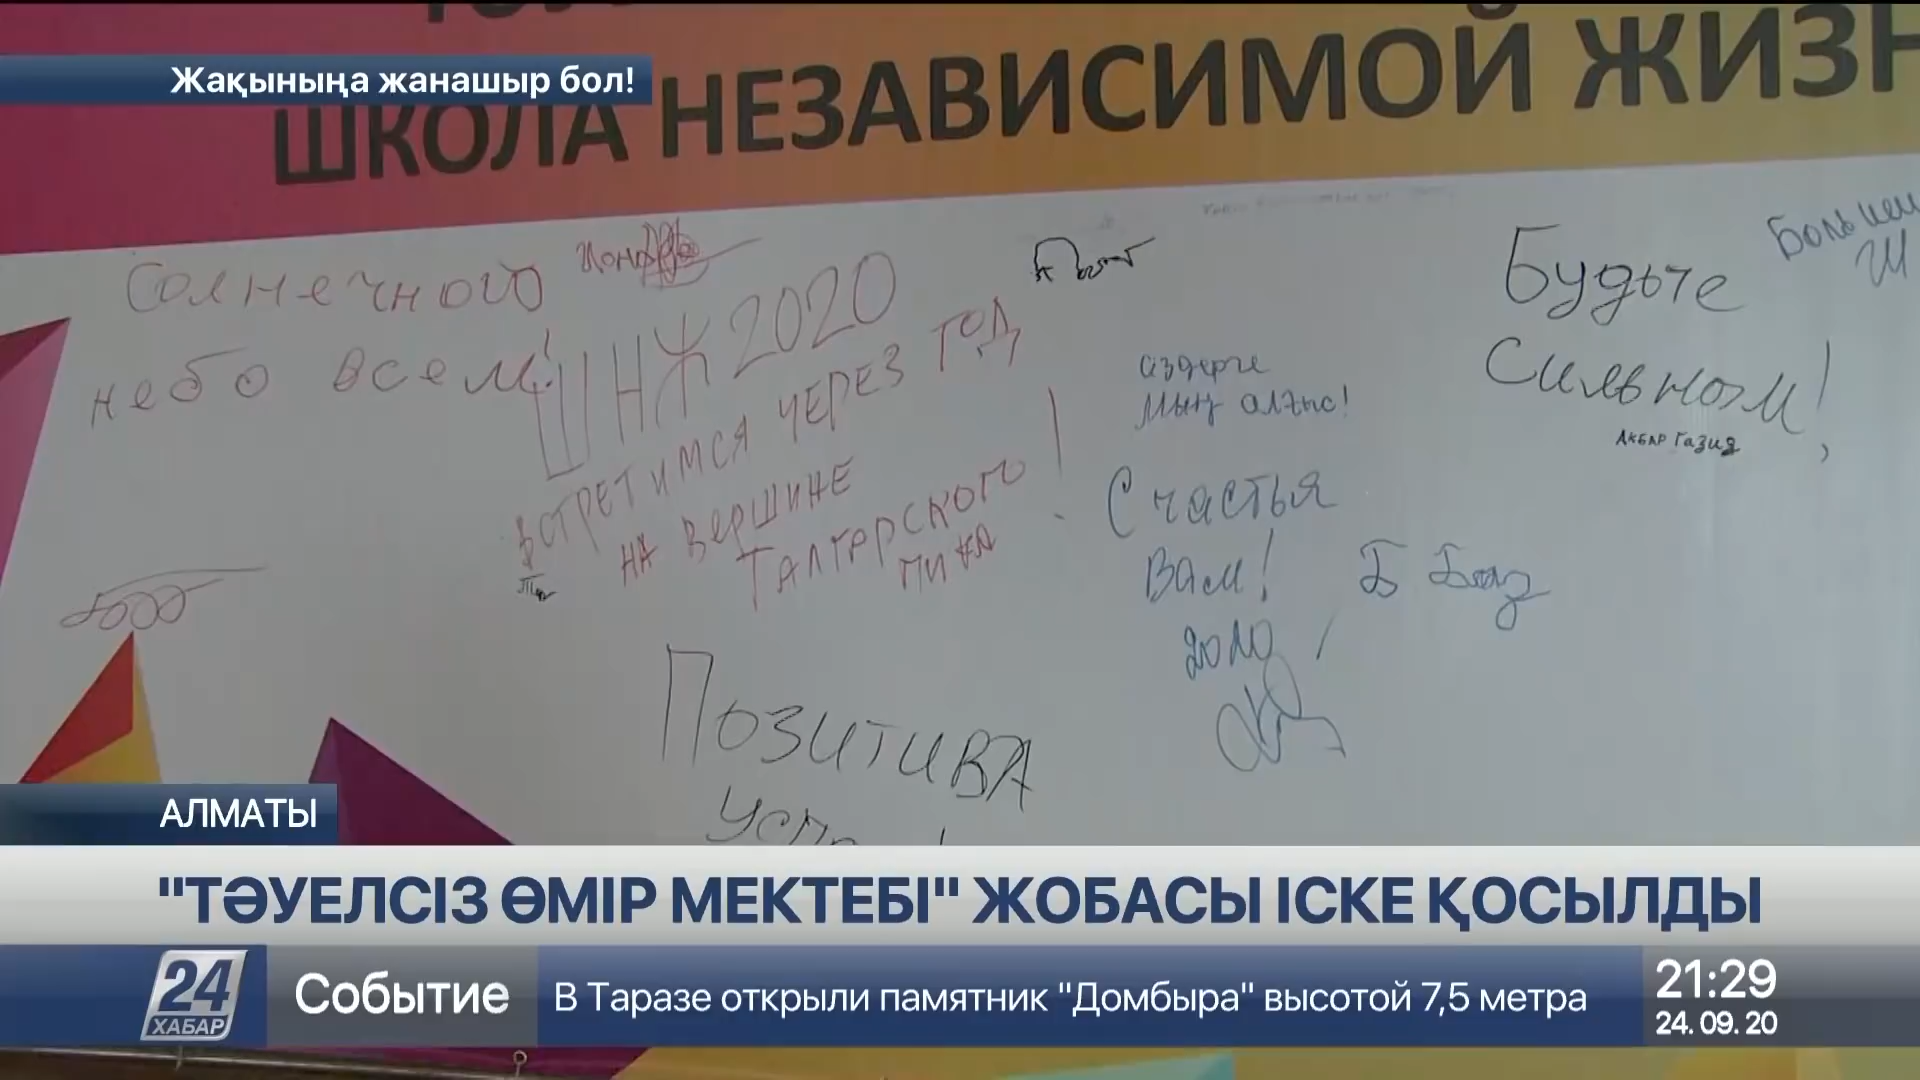 Жақыныңа жанашыр бол!
ШКОЛА НЕЗАВИСИМОЙ ЖИЗН
Солнечного
небо всем!
ШНЖ 2020
ВСТРЕТИМСЯ ЧЕРЕЗ ГОД
НА ВЕРШИНЕ
ТАЛГАРСКОГО
ПИКА
!
сіздерге
мың алғыс!
Счастья
Вам!
2020
Будьте
Сильном!
АКБАР Газиз
ПОЗИТИВА
АЛМАТЫ
"ТӘУЕЛСІЗ ӨМІР МЕКТЕБІ" ЖОБАСЫ ІСКЕ ҚОСЫЛДЫ
24
ХАБАР
Событие
В Таразе открыли памятник "Домбыра" высотой 7,5 метра
21:29
24. 09. 20